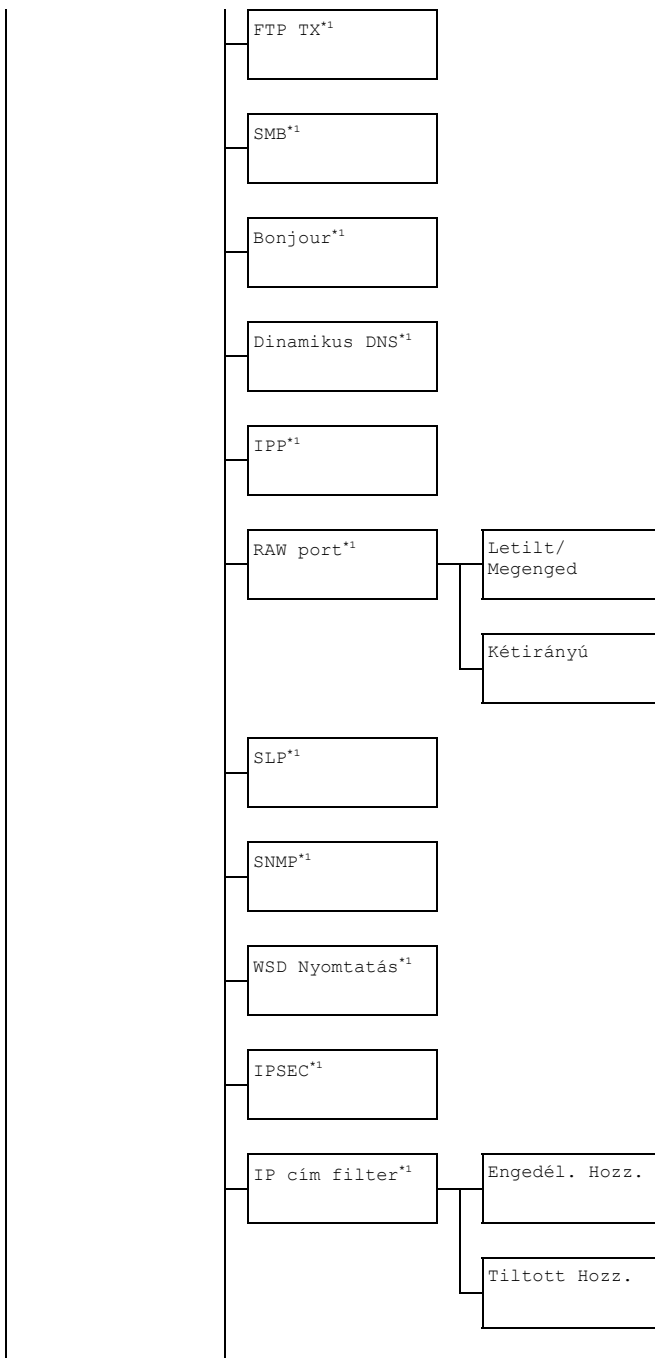 FTP TX*1
SMB*1
Bonjour*1
Dinamikus DNS*1
IPP*1
RAW port*1
Letilt/
Megenged
Kétirányú
SLP*1
SNMP*1
WSD Nyomtatás*1
IPSEC*1
IP cím filter*1
Engedél. Hozz.
Tiltott Hozz.